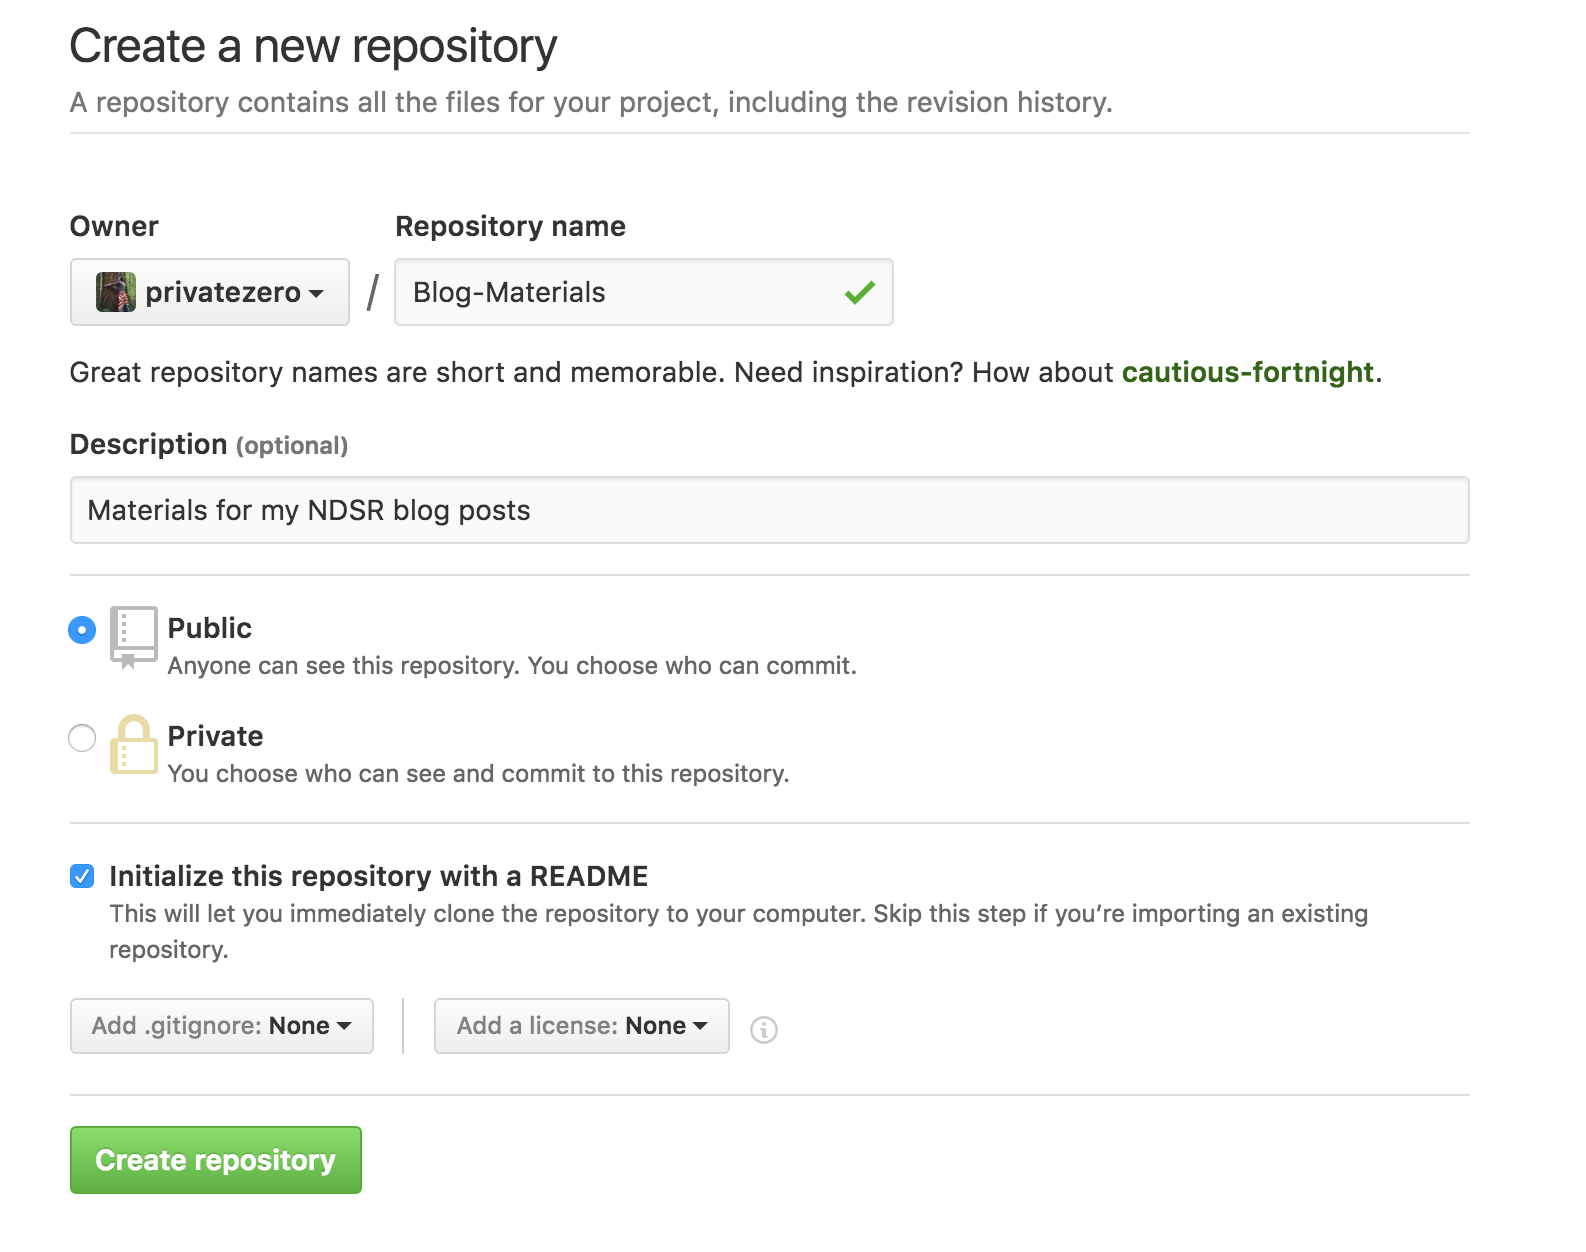 Create a new repository
A repository contains all the files for your project, including the revision history.
Owner
Repository name
privatezero / Blog-Materials
Great repository names are short and memorable. Need inspiration? How about cautious-fortnight.
Description (optional)
Materials for my NDSR blog posts
Public
Anyone can see this repository. You choose who can commit.
Private
You choose who can see and commit to this repository.
Initialize this repository with a README
This will let you immediately clone the repository to your computer. Skip this step if you’re importing an existing
repository.
Add .gitignore: None
Add a license: None
Create repository